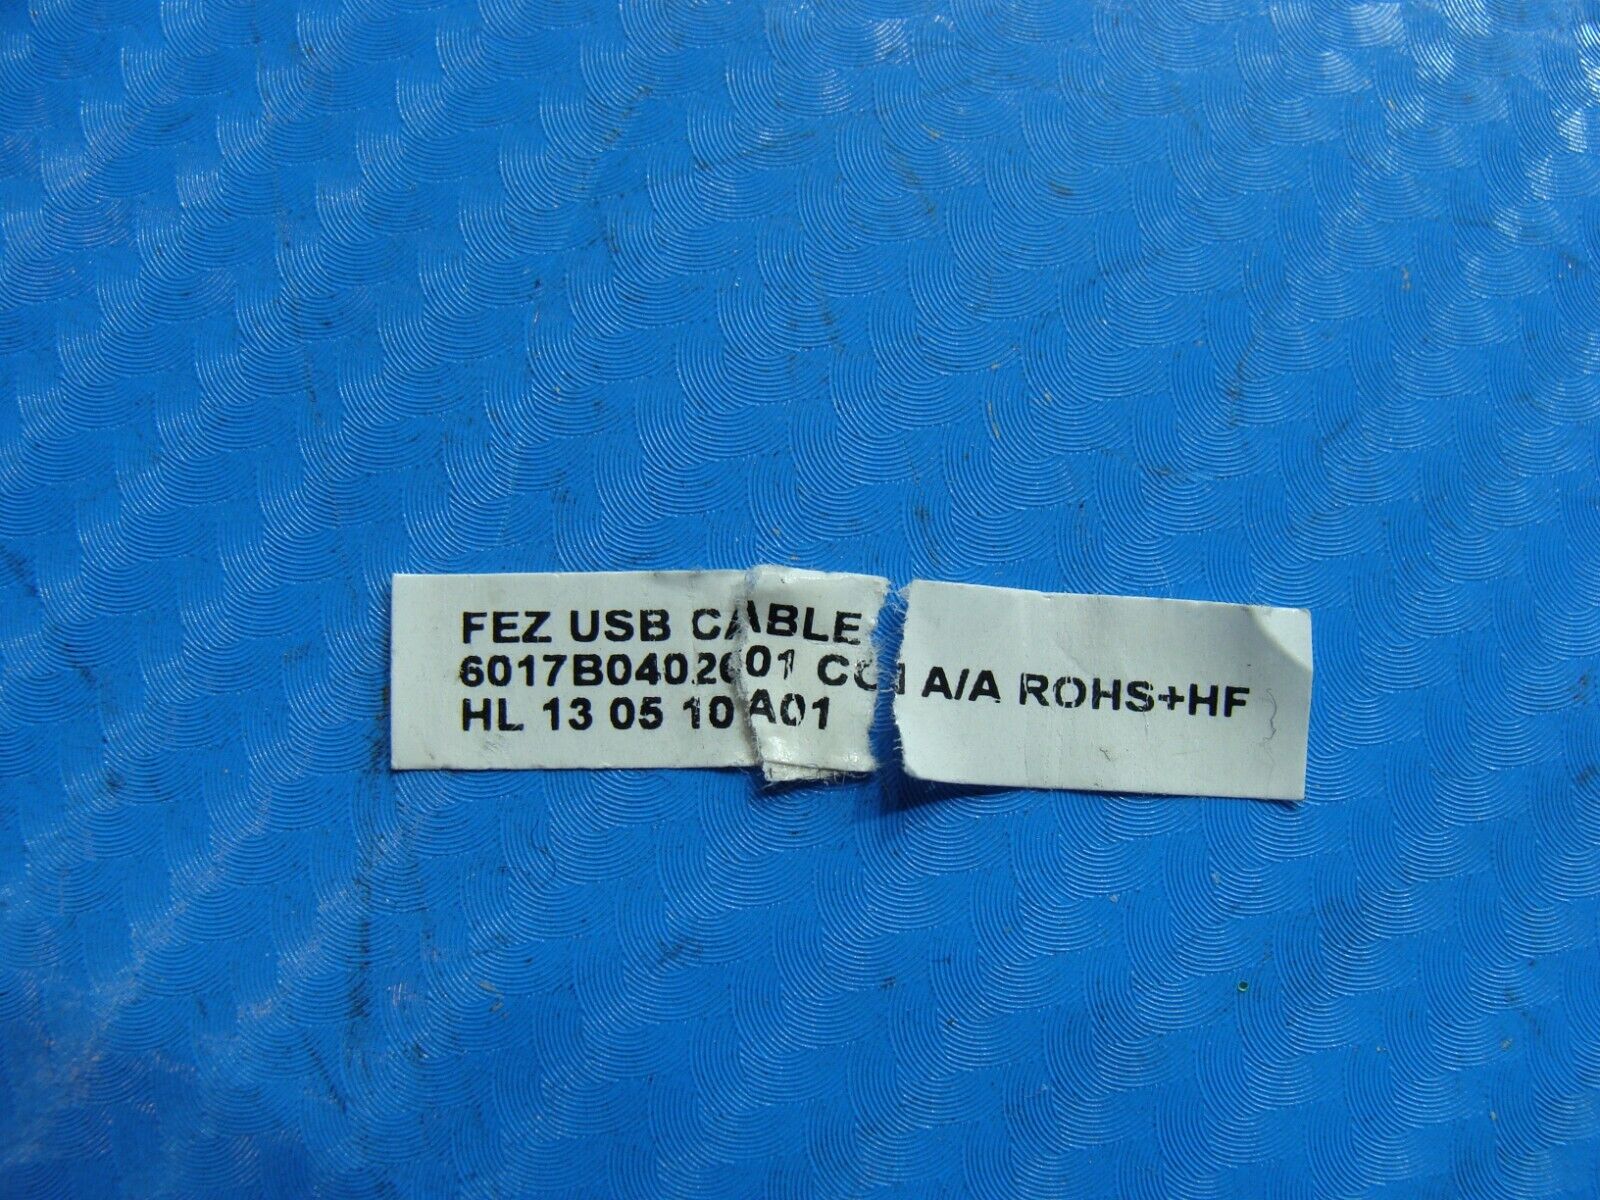 FEZ USB CABLE
6017B0402601 CC1 A/A ROHS+HF
HL 13 05 10 A01